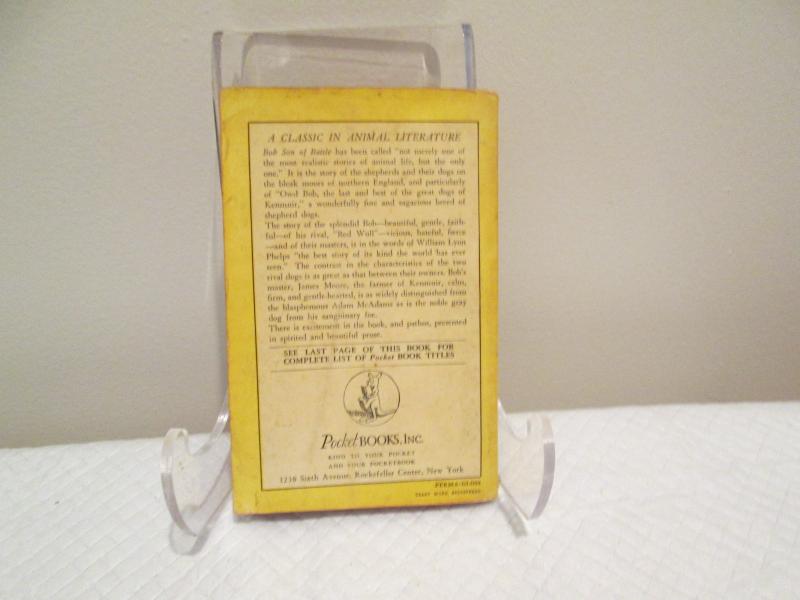 A CLASSIC IN ANIMAL LITERATURE
Bob Son of Battle has been called "not merely one of
the most realistic stories of animal life, but the only
one." It is the story of the shepherds and their dogs on
the bleak moors of northern England, and particularly
of "Owd Bob, the last and best of the great dogs of
Kenmuir," a wonderfully fine and sagacious breed of
shepherd dogs.
The story of the splendid Bob—beautiful, gentle, faith-
ful—of his rival, "Red Wull"—vicious, hateful, fierce
—and of their masters, is in the words of William Lyon
Phelps "the best story of its kind the world has ever
seen." The contrast in the characteristics of the two
rival dogs is as great as that between their owners. Bob's
master, James Moore, the farmer of Kenmuir, calm,
firm, and gentle-hearted, is as widely distinguished from
the blasphemous Adam McAdams as is the noble gray
dog from his sanguinary foe.
There is excitement in the book, and pathos, presented
in spirited and beautiful prose.
SEE LAST PAGE OF THIS BOOK FOR
COMPLETE LIST OF Pocket BOOK TITLES
Pocket BOOKS, INC.
KIND TO YOUR POCKET
AND YOUR POCKETBOOK
1230 Sixth Avenue, Rockefeller Center, New York
TRADE MARK REGISTERED